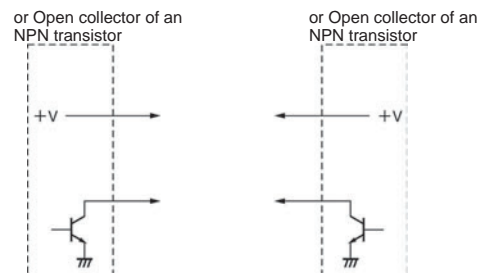 or Open collector of an
NPN transistor
or Open collector of an
NPN transistor
+V
+V